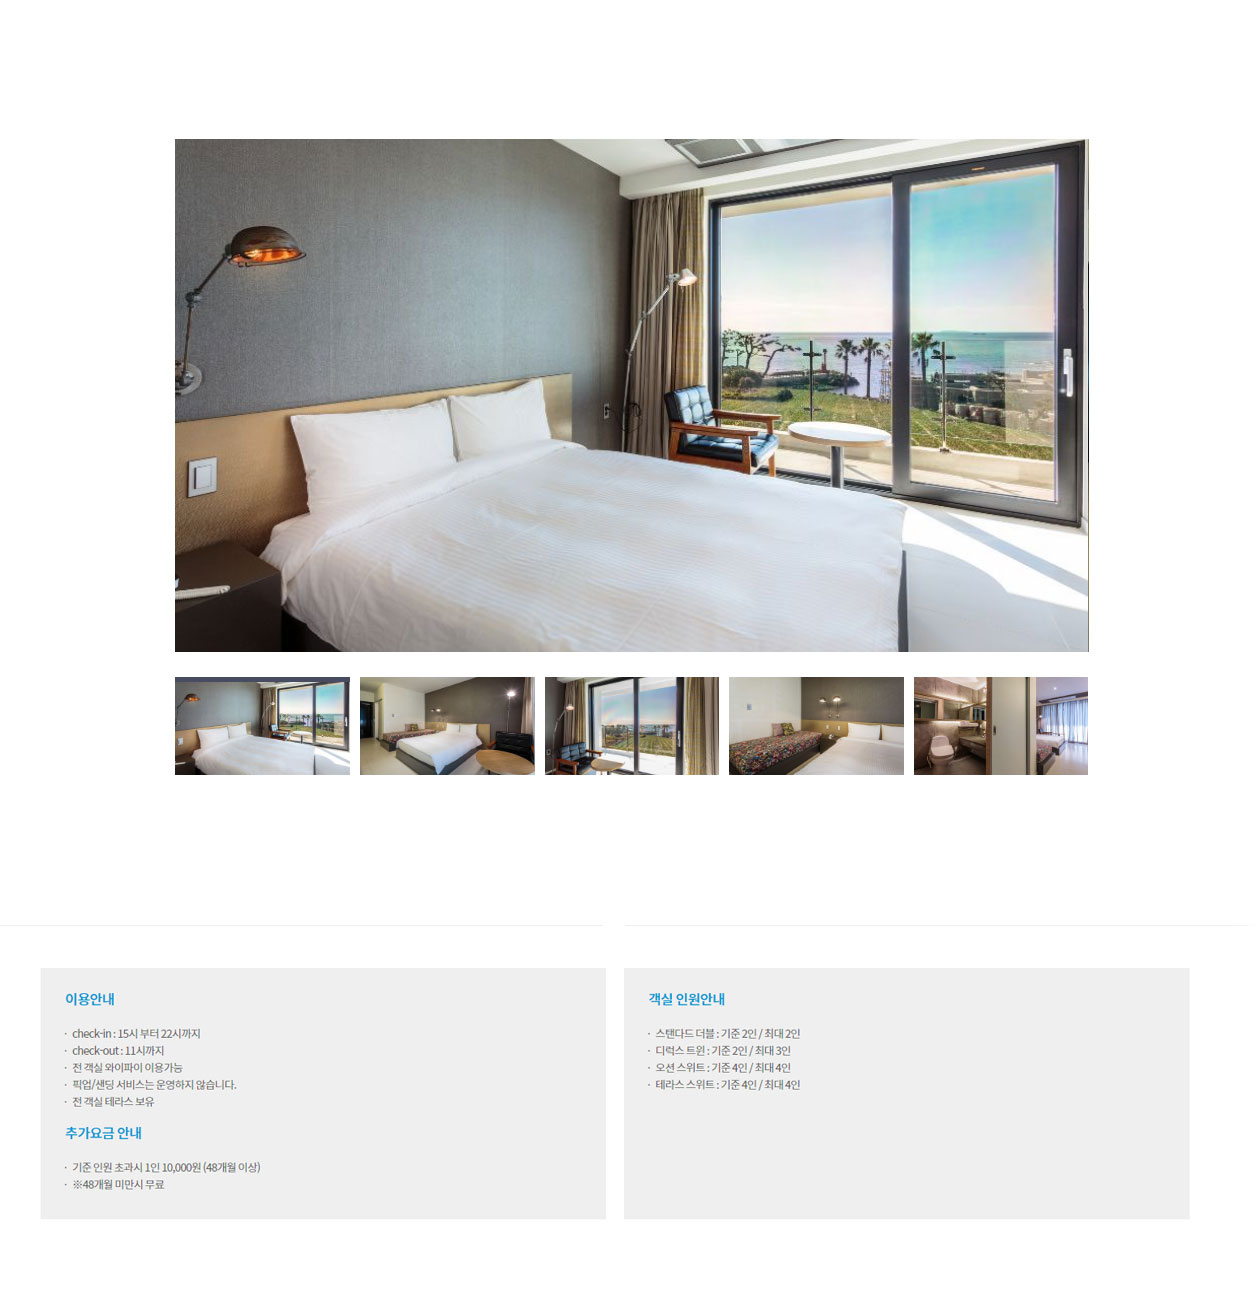 이용안내
· check-in : 15시 부터 22시까지
· check-out : 11시까지
· 전 객실 와이파이 이용가능
· 픽업/샌딩 서비스는 운영하지 않습니다.
· 전 객실 테라스 보유
추가요금 안내
· 기준 인원 초과시 1인 10,000원 (48개월 이상)
· ※48개월 미만시 무료
객실 인원안내
· 스탠다드 더블 : 기준 2인 / 최대 2인
· 디럭스 트윈 : 기준 2인 / 최대 3인
· 오션 스위트 : 기준 4인 / 최대 4인
· 테라스 스위트 : 기준 4인 / 최대 4인